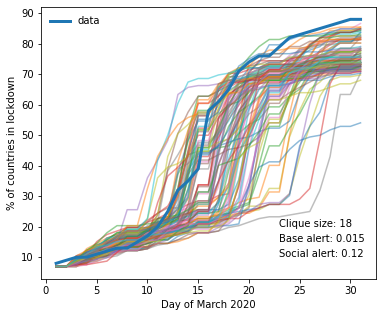 90
80
70
60
50
40
30
20
10
% of countries in lockdown
data
Clique size: 18
Base alert: 0.015
Social alert: 0.12
0 5 10 15 20 25 30
Day of March 2020